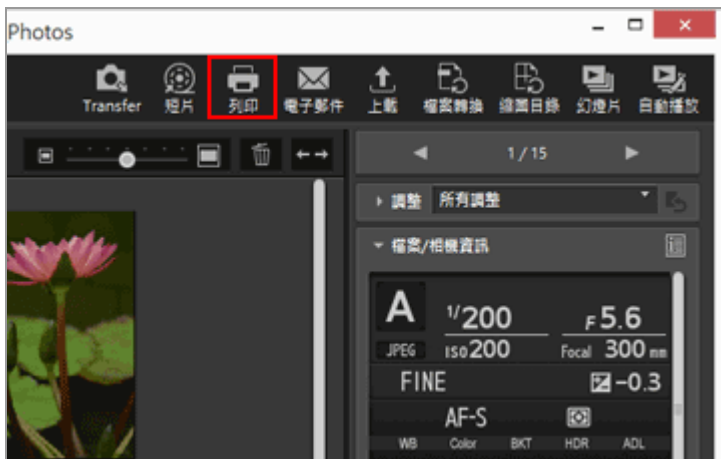 Photos
Transfer 短片 列印 電子郵件 上載 檔案轉換 縮圖目錄 幻燈片 自動播放
1/15
調整 所有調整
檔案/相機資訊
A 1/200 F5.6
JPEG ISO200 Focal 300 mm
FINE -0.3
AF-S
WB Color BKT HDR ADL